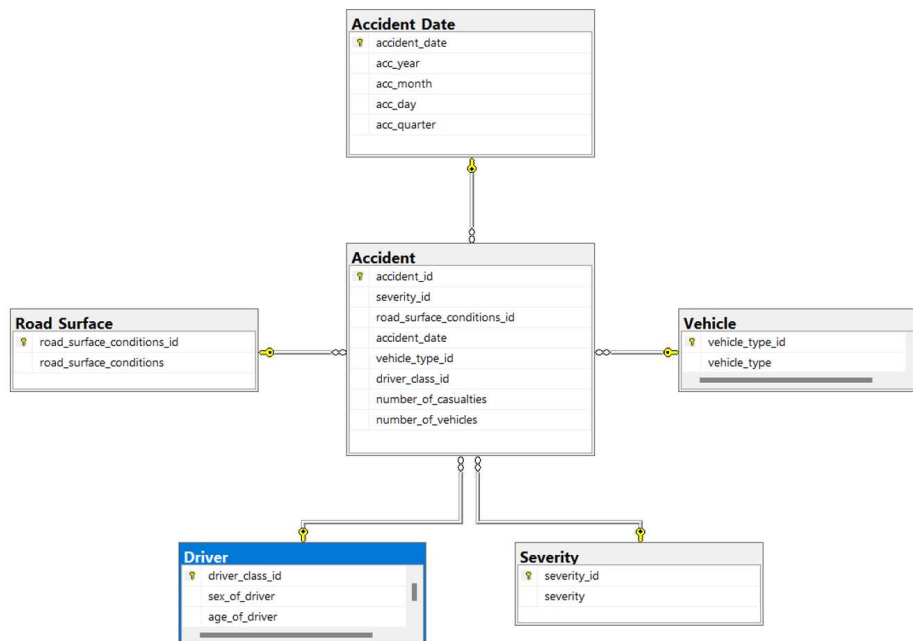 Accident Date
accident_date
acc_year
acc_month
acc_day
acc_quarter
Accident
accident_id
severity_id
road_surface_conditions_id
accident_date
vehicle_type_id
driver_class_id
number_of_casualties
number_of_vehicles
Road Surface
road_surface_conditions_id
road_surface_conditions
Vehicle
vehicle_type_id
vehicle_type
Driver
driver_class_id
sex_of_driver
age_of_driver
Severity
severity_id
severity